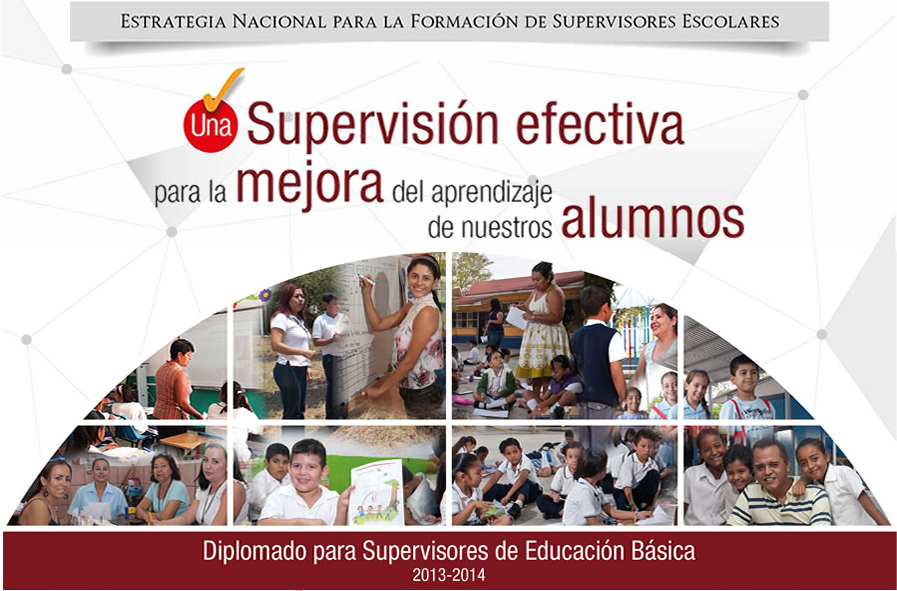 Estrategia Nacional para la Formación de Supervisores Escolares
Una Supervisión efectiva
para la mejora del aprendizaje
de nuestros alumnos
Diplomado para Supervisores de Educación Básica
2013-2014